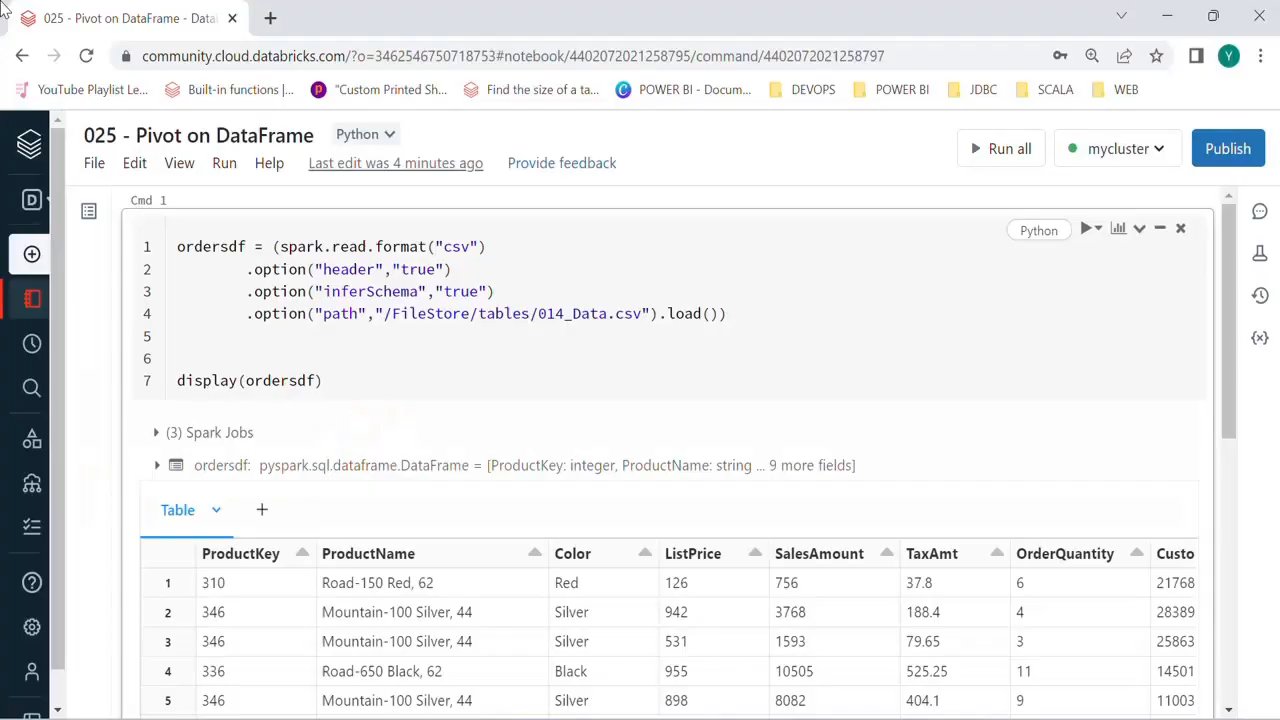 025 - Pivot on DataFrame - Data
community.cloud.databricks.com/?o=3462546750718753#notebook/4402072021258795/command/4402072021258797
Y
YouTube Playlist Le...
Built-in functions |...
"Custom Printed Sh...
Find the size of a ta...
POWER BI - Docum...
DEVOPS
POWER BI
JDBC
SCALA
WEB
025 - Pivot on DataFrame
Python
File Edit View Run Help Last edit was 4 minutes ago Provide feedback
Run all
mycluster
Publish
D
Cmd 1
Python
1 ordersdf = (spark.read.format("csv")
2 .option("header","true")
3 .option("inferSchema","true")
4 .option("path","/FileStore/tables/014_Data.csv").load())
5
6
7 display(ordersdf)
(3) Spark Jobs
ordersdf: pyspark.sql.dataframe.DataFrame = [ProductKey: integer, ProductName: string ... 9 more fields]
Table +
ProductKey ProductName Color ListPrice SalesAmount TaxAmt OrderQuantity Custo
1 310 Road-150 Red, 62 Red 126 756 37.8 6 21768
2 346 Mountain-100 Silver, 44 Silver 942 3768 188.4 4 28389
3 346 Mountain-100 Silver, 44 Silver 531 1593 79.65 3 25863
4 336 Road-650 Black, 62 Black 955 10505 525.25 11 14501
5 346 Mountain-100 Silver, 44 Silver 898 8082 404.1 9 11003